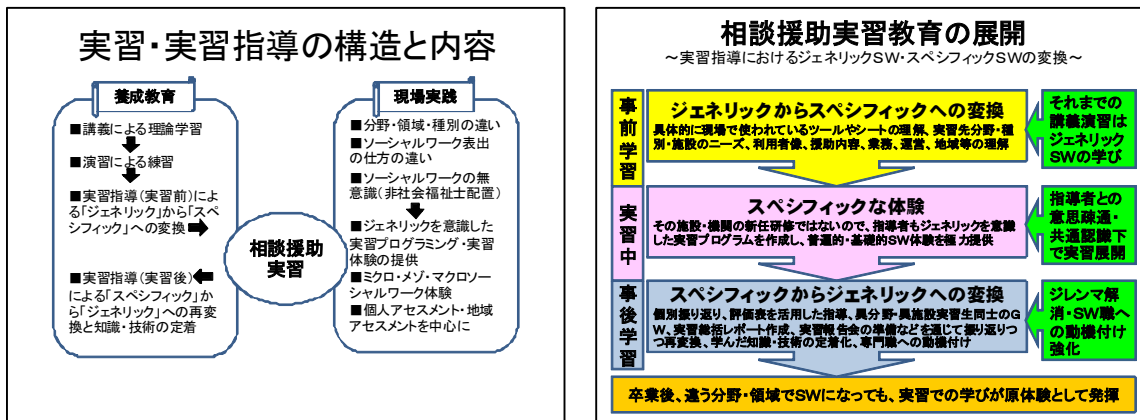 実習・実習指導の構造と内容
養成教育
■講義による理論学習
■演習による練習
■実習指導(実習前)によ
る「ジェネリック」から「スペ
シフィック」への変換
■実習指導(実習後)
による「スペシフィック」か
ら「ジェネリック」への再変
換と知識・技術の定着
相談援助
実習
現場実践
■分野・領域・種別の違い
■ソーシャルワーク表出
の仕方の違い
■ソーシャルワークの無
意識(非社会福祉士配置)
■ジェネリックを意識した
実習プログラミング・実習
体験の提供
■ミクロ・メゾ・マクロソー
シャルワーク体験
■個人アセスメント・地域
アセスメントを中心に
相談援助実習教育の展開
～実習指導におけるジェネリックSW・スペシフィックSWの変換～
事前学習
ジェネリックからスペシフィックへの変換
具体的に現場で使われているツールやシートの理解、実習先分野・種
別・施設のニーズ、利用者像、援助内容、業務、運営、地域等の理解
それまでの
講義演習は
ジェネリック
SWの学び
実習中
スペシフィックな体験
その施設・機関の新任研修ではないので、指導者もジェネリックを意識
した実習プログラムを作成し、普遍的・基礎的SW体験を極力提供
指導者との
意思疎通・
共通認識下
で実習展開
事後学習
スペシフィックからジェネリックへの変換
個別振り返り、評価表を活用した指導、異分野・異施設実習生同士のG
W、実習総括レポート作成、実習報告会の準備などを通じて振り返りつ
つ再変換、学んだ知識・技術の定着化、専門職への動機付け
ジレンマ解
消・SW職へ
の動機付け
強化
卒業後、違う分野・領域でSWになっても、実習での学びが原体験として発揮